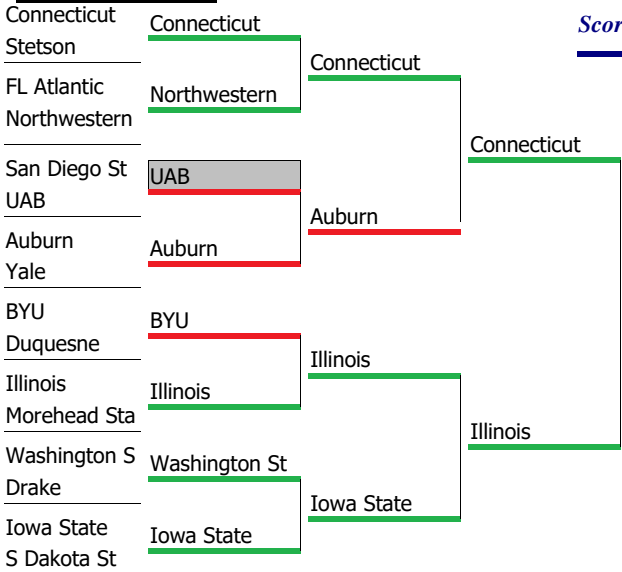 Connecticut
Stetson
FL Atlantic
Northwestern
San Diego St
UAB
Auburn
Yale
BYU
Duquesne
Illinois
Morehead Sta
Washington S
Drake
Iowa State
S Dakota St
Connecticut
Northwestern
UAB
Auburn
BYU
Illinois
Washington St
Iowa State
Connecticut
Auburn
Illinois
Iowa State
Connecticut
Illinois
Scor